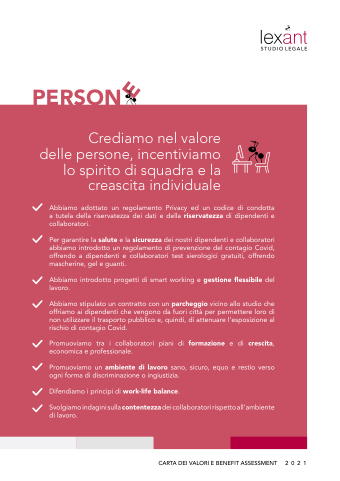 lexant
STUDIO LEGALE
PERSONE
Crediamo nel valore
delle persone, incentiviamo
lo spirito di squadra e la
creascita individuale
Abbiamo adottato un regolamento Privacy ed un codice di condotta
a tutela della riservatezza dei dati e della riservatezza di dipendenti e
collaboratori.
Per garantire la salute e la sicurezza dei nostri dipendenti e collaboratori
abbiamo introdotto un regolamento di prevenzione del contagio Covid,
offrendo a dipendenti e collaboratori test sierologici gratuiti, offrendo
mascherine, gel e guanti.
Abbiamo introdotto progetti di smart working e gestione flessibile del
lavoro.
Abbiamo stipulato un contratto con un parcheggio vicino allo studio che
offriamo ai dipendenti che vengono da fuori città per permettere loro di
non utilizzare il trasporto pubblico e, quindi, di attenuare l'esposizione al
rischio di contagio Covid.
Promuoviamo tra i collaboratori piani di formazione e di crescita,
economica e professionale.
Promuoviamo un ambiente di lavoro sano, sicuro, equo e restio verso
ogni forma di discriminazione o ingiustizia.
Difendiamo i principi di work-life balance.
Svolgiamo indagini sulla contentezza dei collaboratori rispetto all'ambiente
di lavoro.
CARTA DEI VALORI E BENEFIT ASSESSMENT 2021